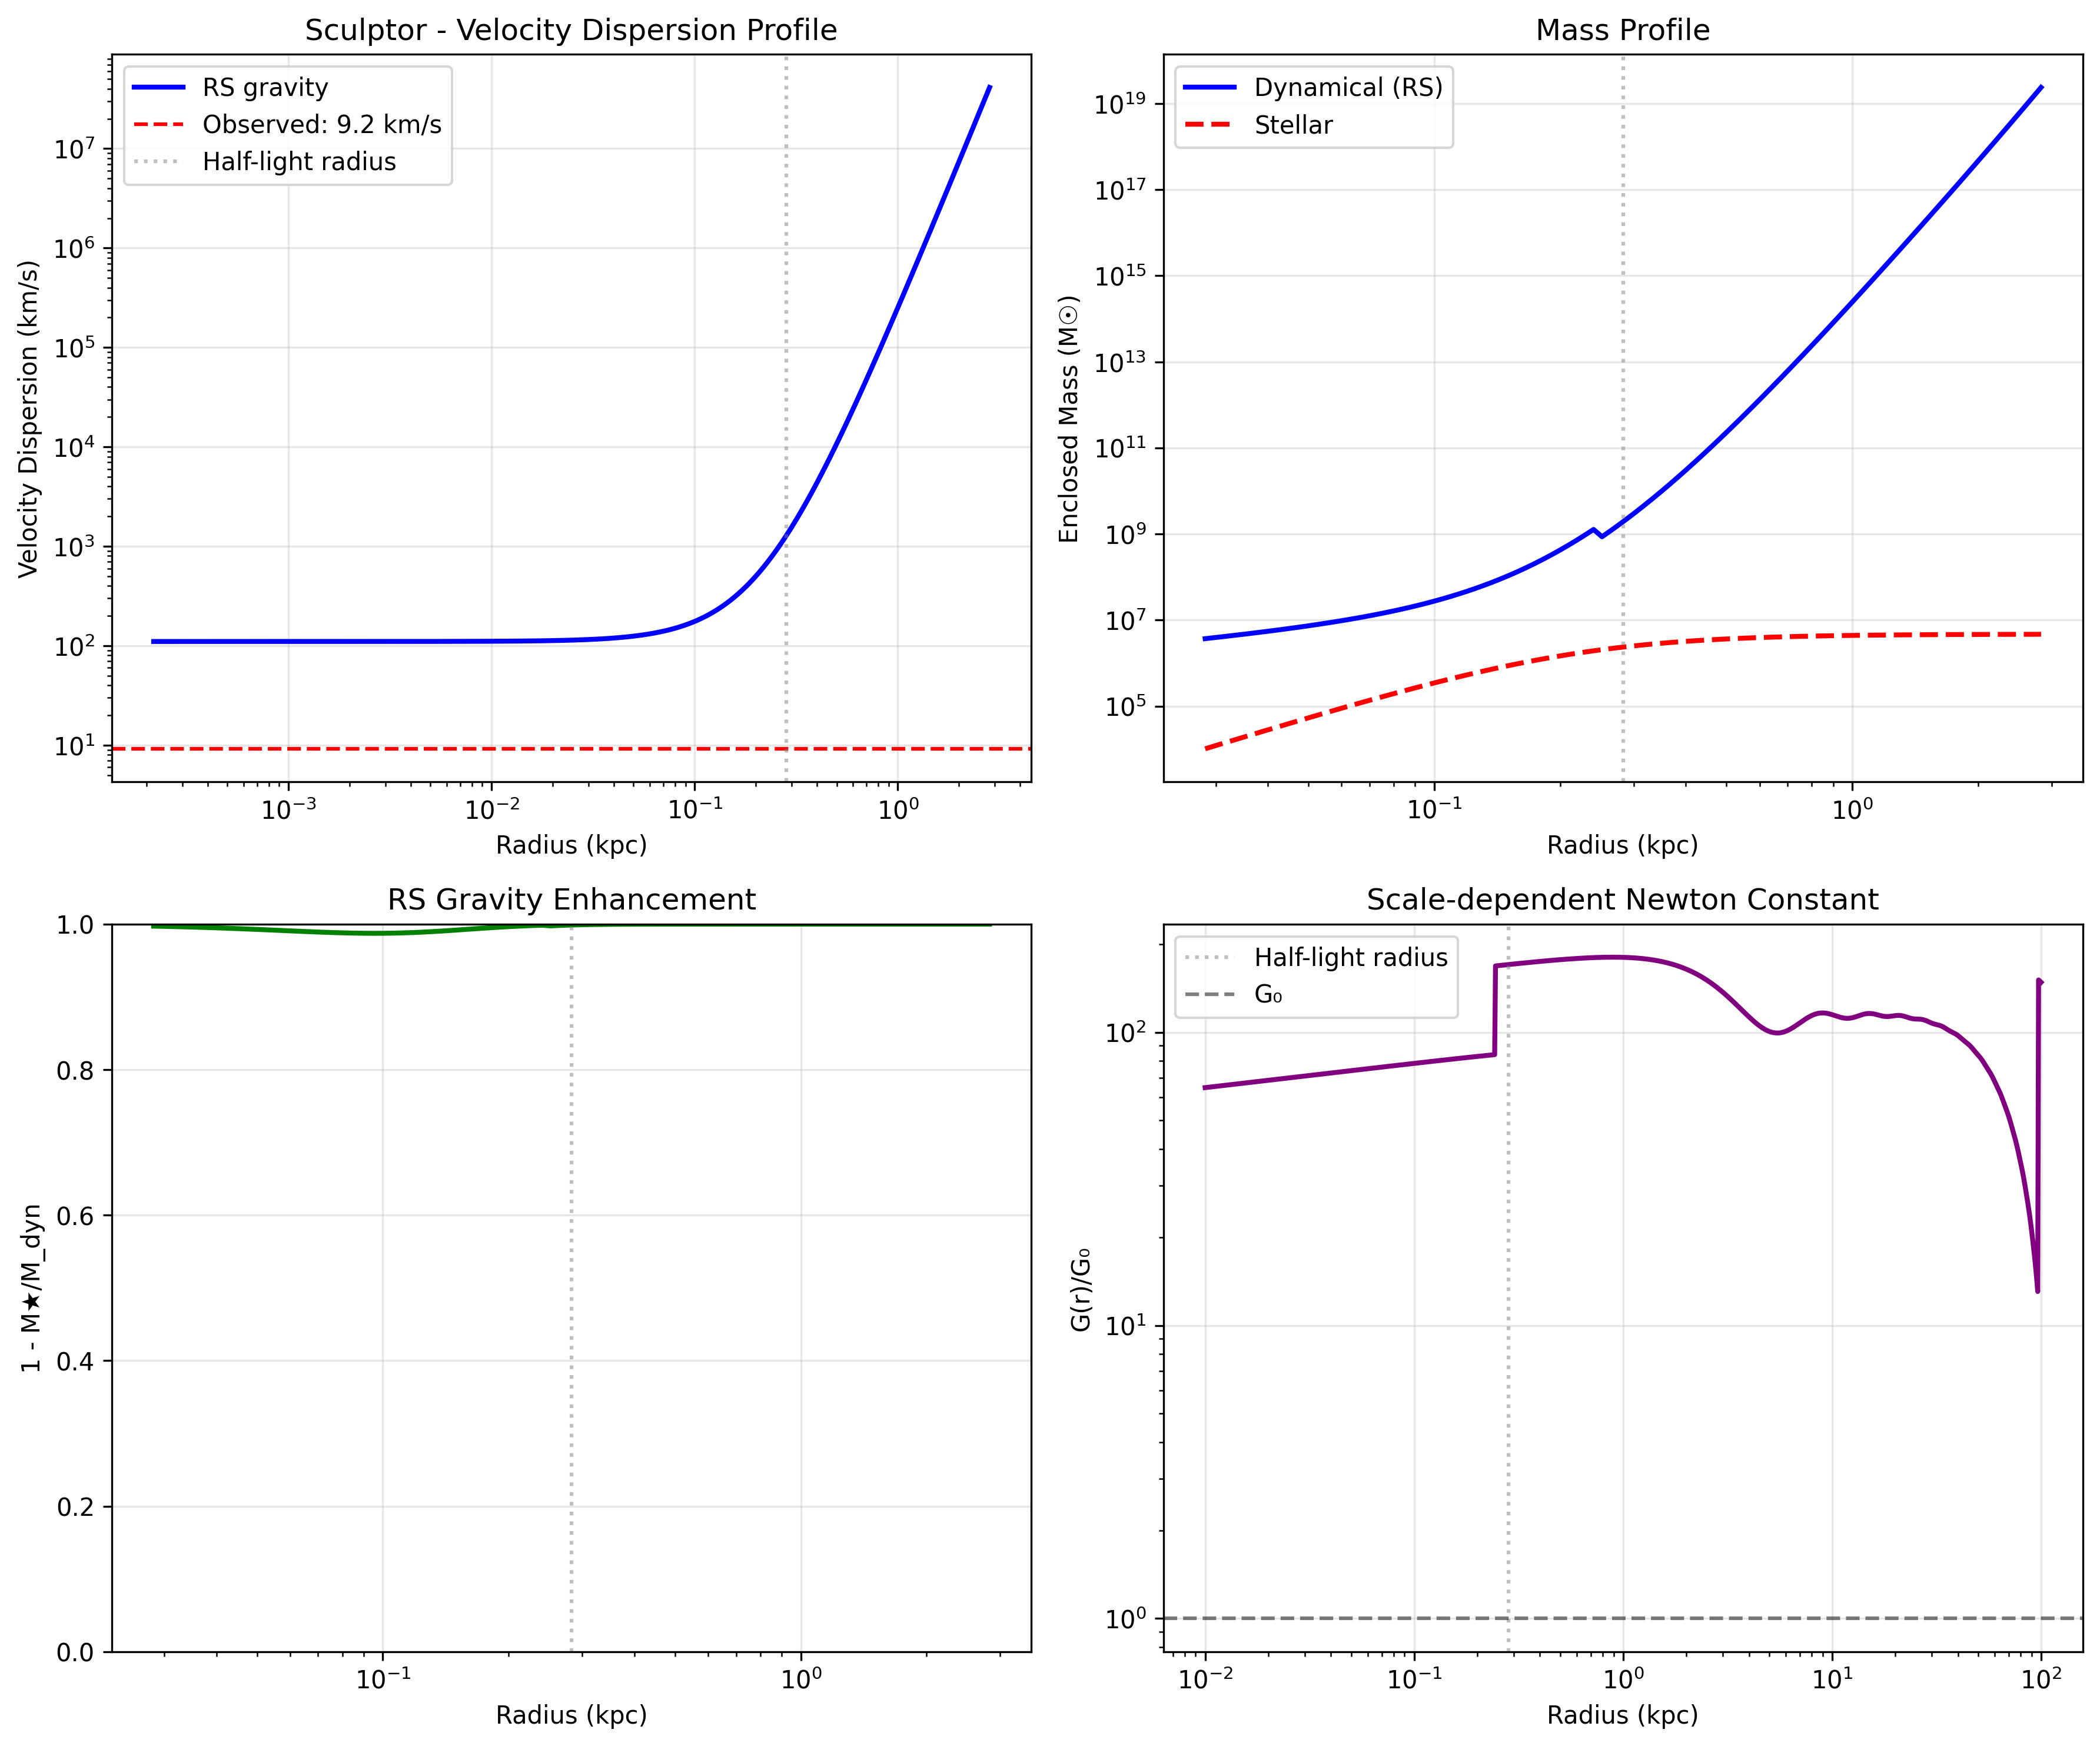 Sculptor - Velocity Dispersion Profile
RS gravity
Observed: 9.2 km/s
Half-light radius
10⁷
10⁶
10⁵
10⁴
10³
10²
10¹
Velocity Dispersion (km/s)
10⁻³
10⁻²
10⁻¹
10⁰
Radius (kpc)
Mass Profile
Dynamical (RS)
Stellar
10¹⁹
10¹⁷
10¹⁵
10¹³
10¹¹
10⁹
10⁷
10⁵
Enclosed Mass (M☉)
10⁻¹
10⁰
Radius (kpc)
RS Gravity Enhancement
1.0
0.8
0.6
0.4
0.2
0.0
1 - M★/M_dyn
10⁻¹
10⁰
Radius (kpc)
Scale-dependent Newton Constant
Half-light radius
G₀
10²
10¹
10⁰
G(r)/G₀
10⁻²
10⁻¹
10⁰
10¹
10²
Radius (kpc)